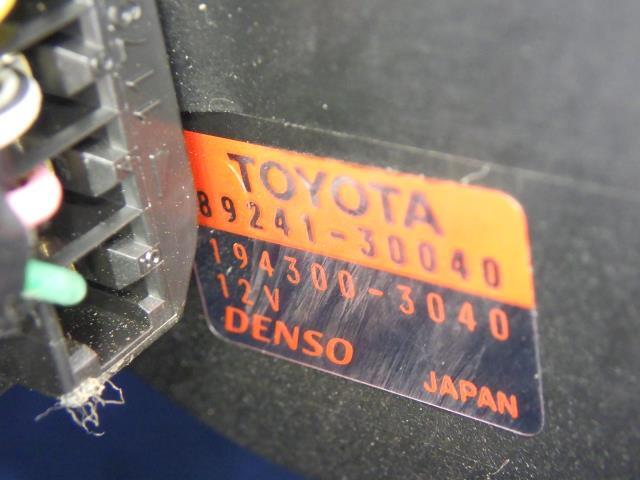 TOYOTA
89241-30040
194300-3040
12V
DENSO
JAPAN